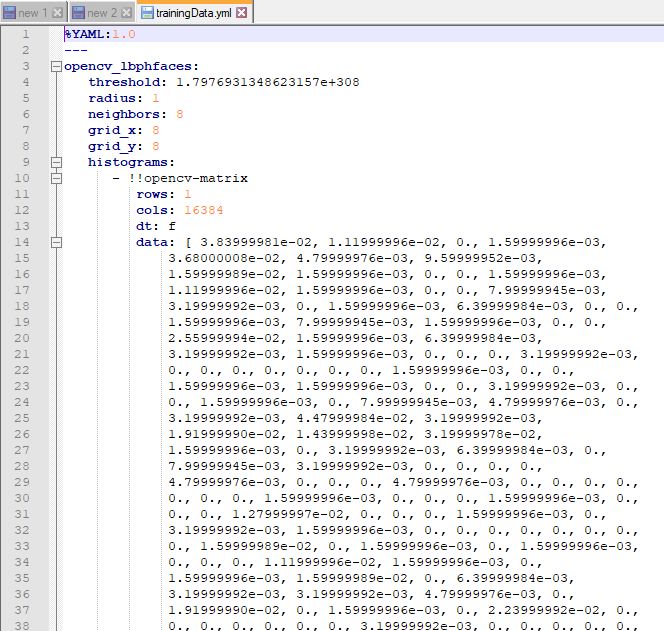 new 1 new 2 trainingData.yml
1 %YAML:1.0
2 ---
3 opencv_lbphfaces:
4 threshold: 1.7976931348623157e+308
5 radius: 1
6 neighbors: 8
7 grid_x: 8
8 grid_y: 8
9 histograms:
10 - !!opencv-matrix
11 rows: 1
12 cols: 16384
13 dt: f
14 data: [ 3.83999981e-02, 1.11999996e-02, 0., 1.59999996e-03,
15 3.68000008e-02, 4.79999976e-03, 9.59999952e-03,
16 1.59999989e-02, 1.59999996e-03, 0., 0., 1.59999996e-03,
17 1.11999996e-02, 1.59999996e-03, 0., 0., 7.99999945e-03,
18 3.19999992e-03, 0., 1.59999996e-03, 6.39999984e-03, 0., 0.,
19 1.59999996e-03, 7.99999945e-03, 1.59999996e-03, 0., 0.,
20 2.55999994e-02, 1.59999996e-03, 6.39999984e-03,
21 3.19999992e-03, 1.59999996e-03, 0., 0., 0., 3.19999992e-03,
22 0., 0., 0., 0., 0., 0., 1.59999996e-03, 0., 0.,
23 1.59999996e-03, 1.59999996e-03, 0., 0., 3.19999992e-03, 0.,
24 0., 1.59999996e-03, 0., 7.99999945e-03, 4.79999976e-03, 0.,
25 3.19999992e-03, 4.47999984e-02, 3.19999992e-03,
26 1.91999990e-02, 1.43999998e-02, 3.19999978e-02,
27 1.59999996e-03, 0., 3.19999992e-03, 6.39999984e-03, 0.,
28 7.99999945e-03, 3.19999992e-03, 0., 0., 0., 0.,
29 4.79999976e-03, 0., 0., 0., 4.79999976e-03, 0., 0., 0., 0.,
30 0., 0., 0., 1.59999996e-03, 0., 0., 0., 1.59999996e-03, 0.,
31 0., 0., 1.27999997e-02, 0., 0., 0., 1.59999996e-03, 0.,
32 3.19999992e-03, 1.59999996e-03, 0., 0., 0., 0., 0., 0., 0.,
33 0., 1.59999989e-02, 0., 1.59999996e-03, 0., 1.59999996e-03,
34 0., 0., 0., 1.11999996e-02, 1.59999996e-03, 0.,
35 1.59999996e-03, 1.59999989e-02, 0., 6.39999984e-03,
36 3.19999992e-03, 3.19999992e-03, 4.79999976e-03, 0.,
37 1.91999990e-02, 0., 1.59999996e-03, 0., 2.23999992e-02, 0.,
38 0., 0., 0., 0., 0., 0., 3.19999992e-03, 0., 0., 0., 0.,